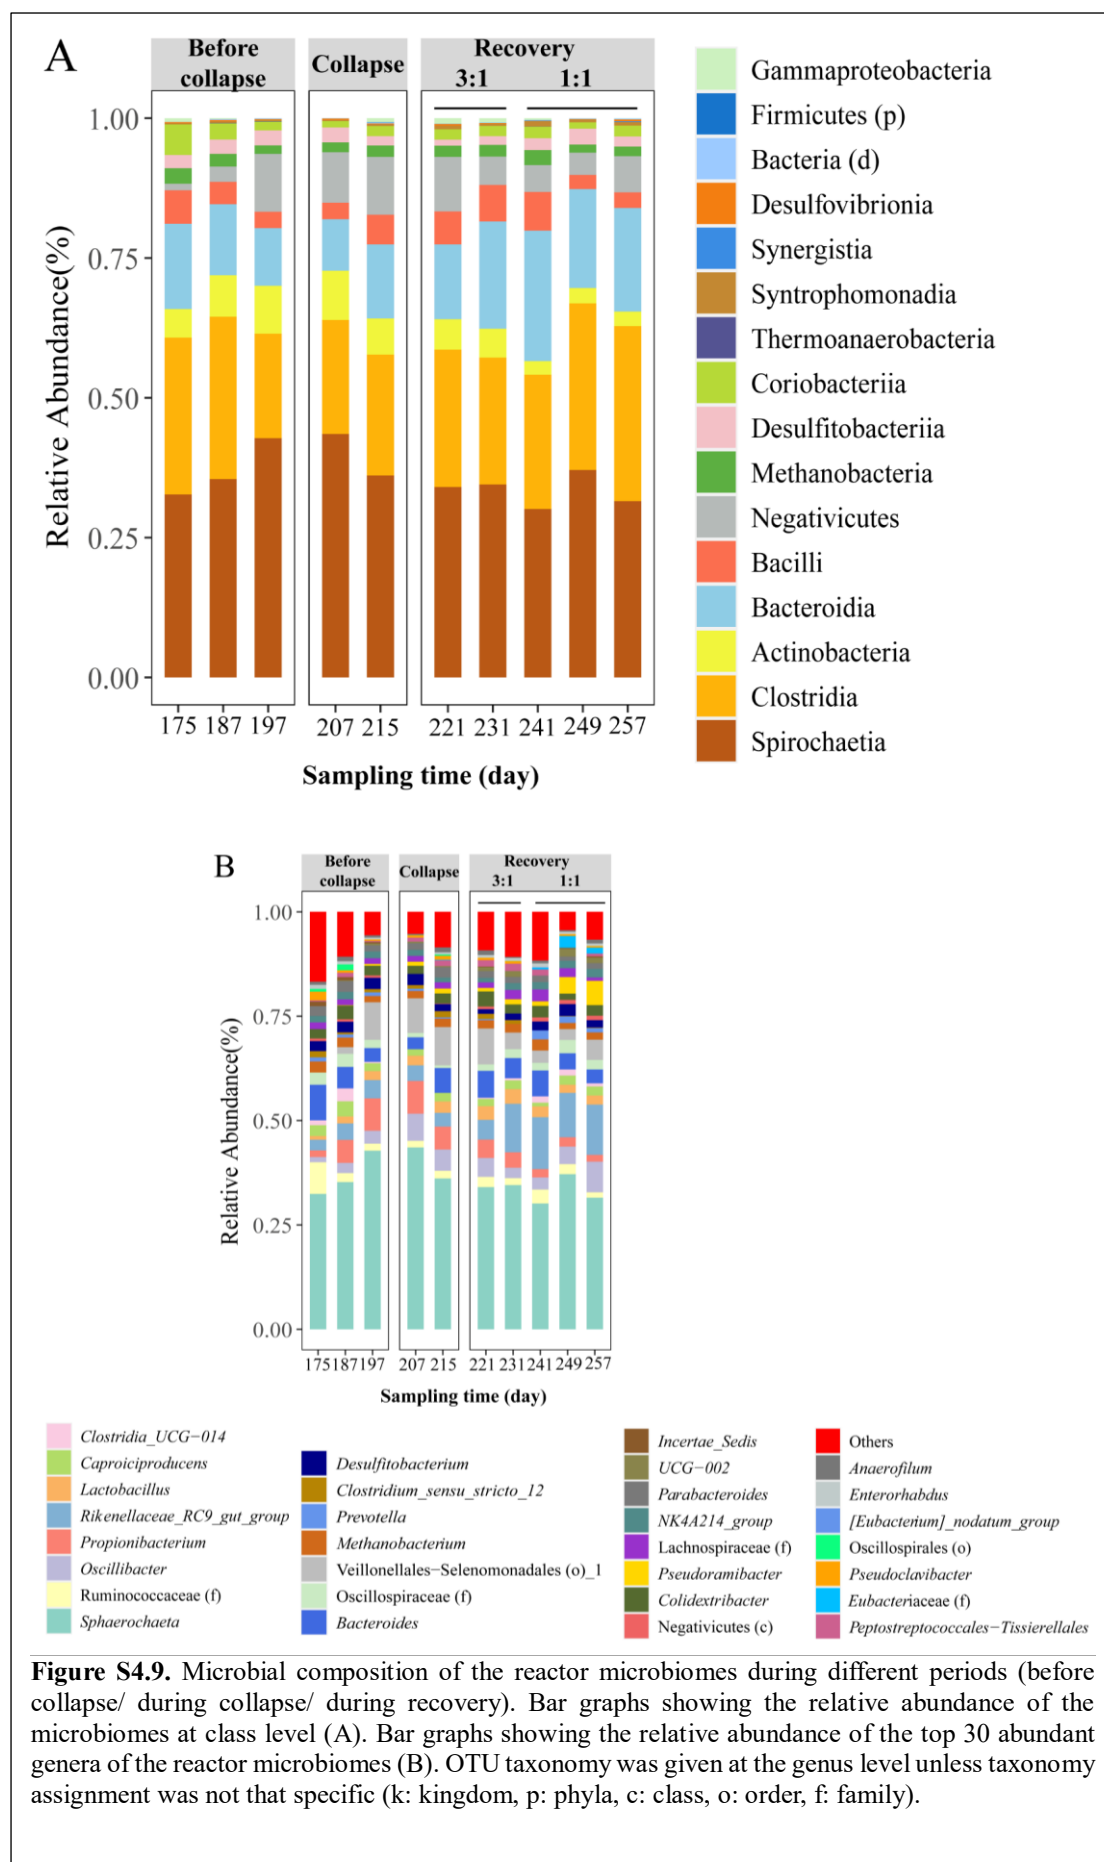 A
Before
collapse
Collapse
Recovery
3:1 1:1
1.00
0.75
0.50
0.25
0.00
Relative Abundance(%)
175 187 197 207 215 221 231 241 249 257
Sampling time (day)
Gammaproteobacteria
Firmicutes (p)
Bacteria (d)
Desulfovibrionia
Synergistia
Syntrophomonadia
Thermoanaerobacteria
Coriobacteriia
Desulfitobacteriia
Methanobacteria
Negativicutes
Bacilli
Bacteroidia
Actinobacteria
Clostridia
Spirochaetia
B
Before
collapse
Collapse
Recovery
3:1 1:1
1.00
0.75
0.50
0.25
0.00
Relative Abundance(%)
175 187 197 207 215 221 231 241 249 257
Sampling time (day)
Clostridia_UCG−014
Caproiciproducens
Lactobacillus
Rikenellaceae_RC9_gut_group
Propionibacterium
Oscillibacter
Ruminococcaceae (f)
Sphaerochaeta
Desulfitobacterium
Clostridium_sensu_stricto_12
Prevotella
Methanobacterium
Veillonellales−Selenomonadales (o)_1
Oscillospiraceae (f)
Bacteroides
Incertae_Sedis
UCG−002
Parabacteroides
NK4A214_group
Lachnospiraceae (f)
Pseudoramibacter
Colidextribacter
Negativicutes (c)
Others
Anaerofilum
Enterorhabdus
[Eubacterium]_nodatum_group
Oscillospirales (o)
Pseudoclavibacter
Eubacteriaceae (f)
Peptostreptococcales−Tissierellales
Figure S4.9. Microbial composition of the reactor microbiomes during different periods (before
collapse/ during collapse/ during recovery). Bar graphs showing the relative abundance of the
microbiomes at class level (A). Bar graphs showing the relative abundance of the top 30 abundant
genera of the reactor microbiomes (B). OTU taxonomy was given at the genus level unless taxonomy
assignment was not that specific (k: kingdom, p: phyla, c: class, o: order, f: family).